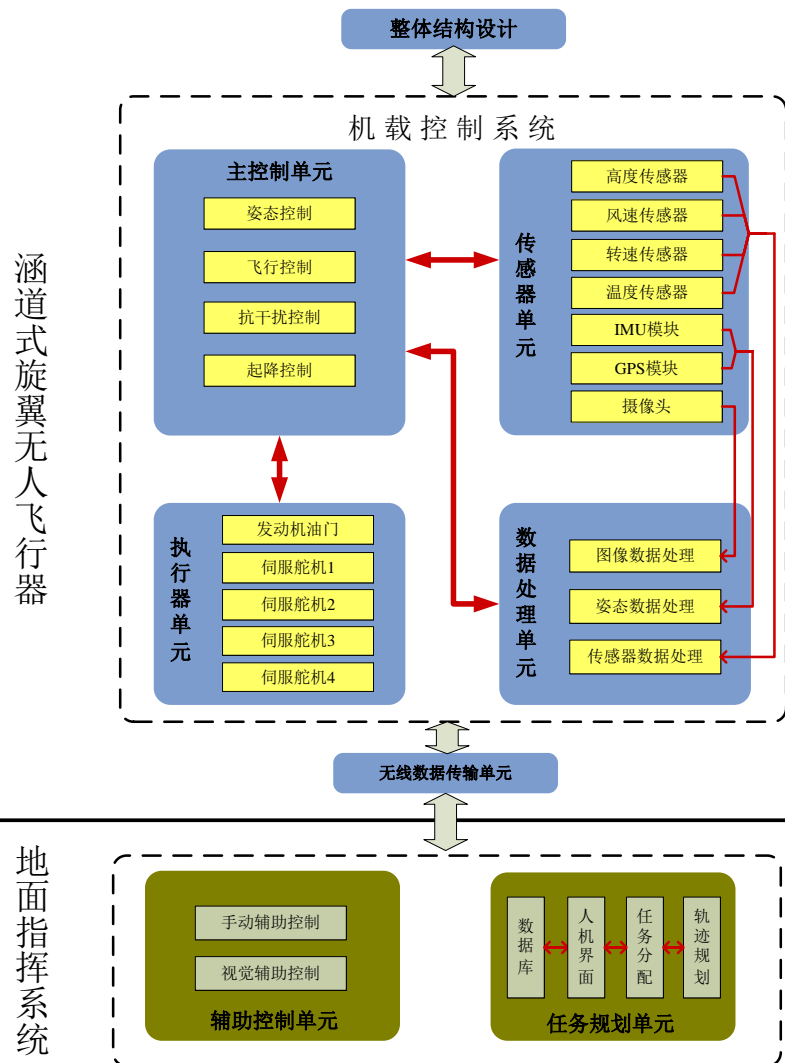 整体结构设计
涵道式旋翼无人飞行器
机载控制系统
主控制单元
姿态控制
飞行控制
抗干扰控制
起降控制
传感器单元
高度传感器
风速传感器
转速传感器
温度传感器
IMU模块
GPS模块
摄像头
执行器单元
发动机油门
伺服舵机1
伺服舵机2
伺服舵机3
伺服舵机4
数据处理单元
图像数据处理
姿态数据处理
传感器数据处理
无线数据传输单元
地面指挥系统
手动辅助控制
视觉辅助控制
辅助控制单元
数据库
人机界面
任务分配
轨迹规划
任务规划单元